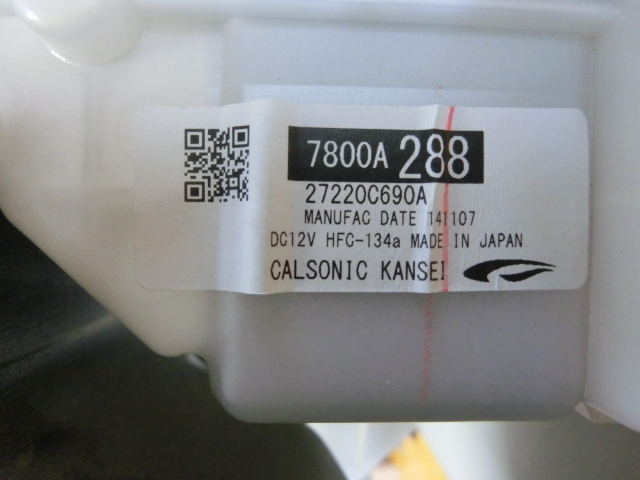 7800A 288
27220C690A
MANUFAC DATE 141107
DC12V HFC-134a MADE IN JAPAN
CALSONIC KANSEI